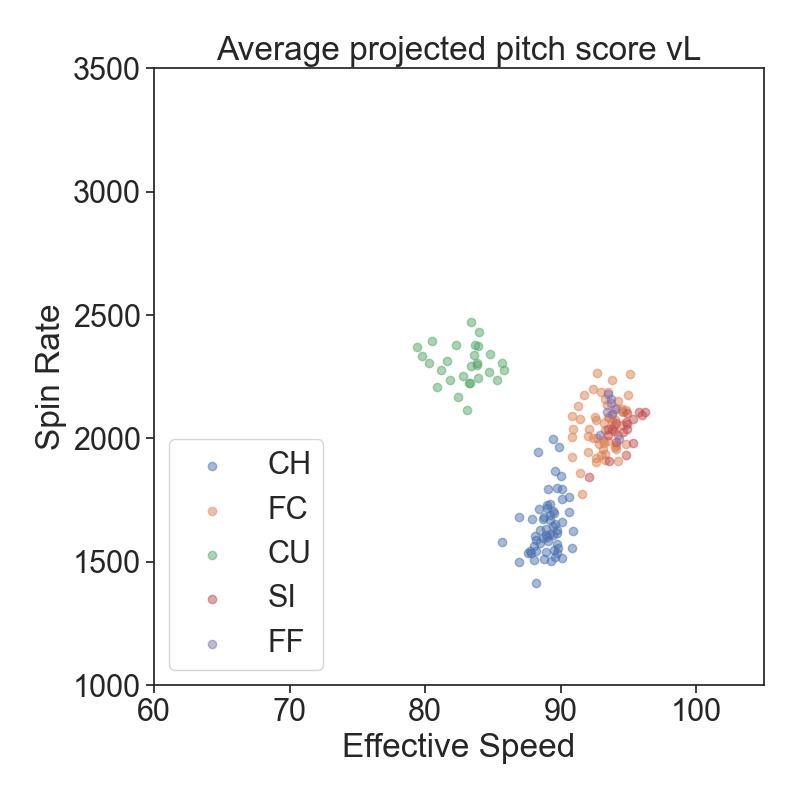 Average projected pitch score vL
3500
3000
2500
2000
1500
1000
Spin Rate
CH
FC
CU
SI
FF
60 70 80 90 100
Effective Speed